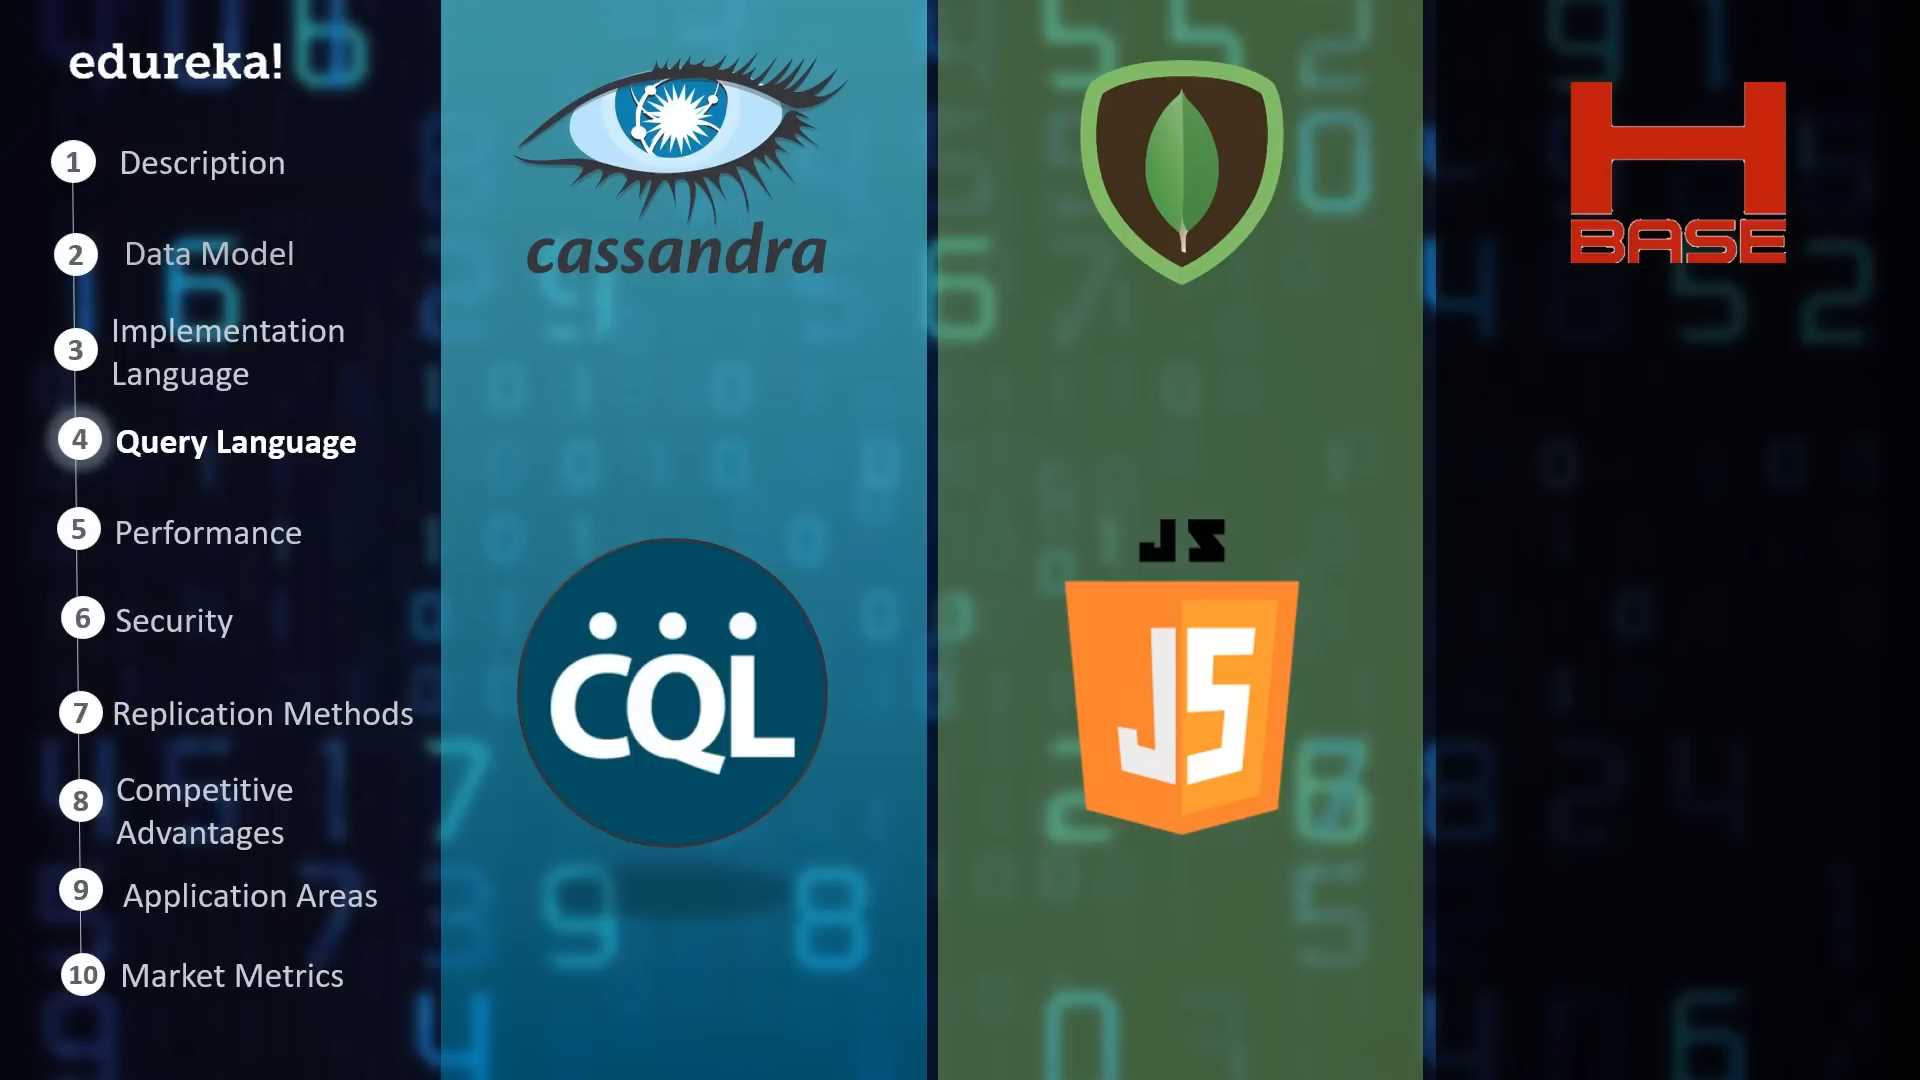 edureka!
1 Description
2 Data Model
3 Implementation
Language
4 Query Language
5 Performance
6 Security
7 Replication Methods
8 Competitive
Advantages
9 Application Areas
10 Market Metrics
cassandra
CQL
JS
JS
H
BASE